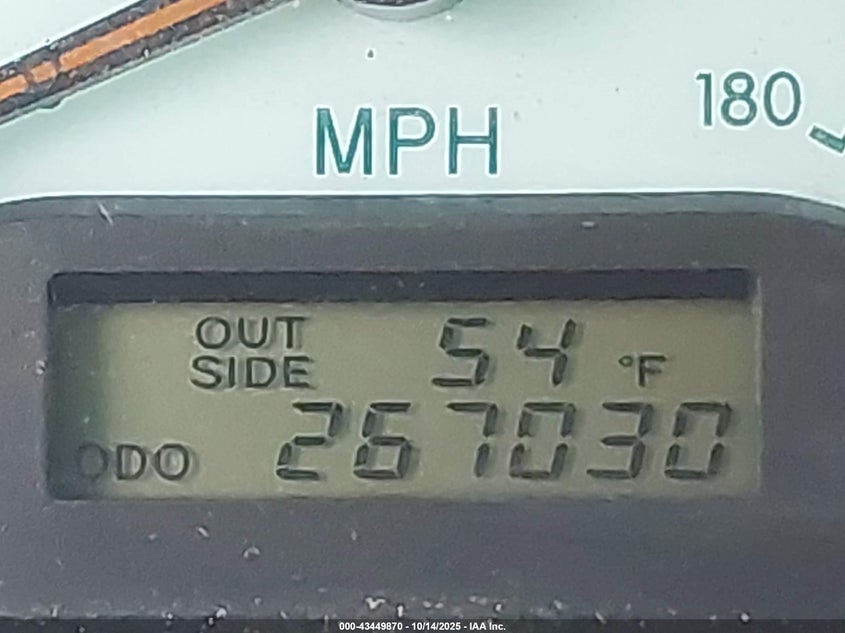 MPH
180
OUT SIDE 54 °F
ODO 267030
000-43449870 - 10/14/2025 - IAA Inc.